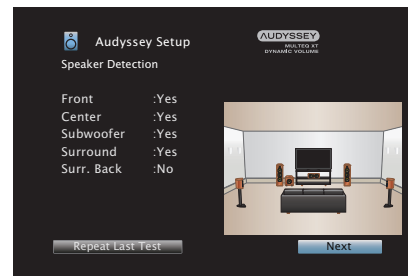 Audyssey Setup
AUDYSSEY
MULTEQ XT
DYNAMIC VOLUME
Speaker Detection
Front :Yes
Center :Yes
Subwoofer :Yes
Surround :Yes
Surr. Back :No
Repeat Last Test
Next